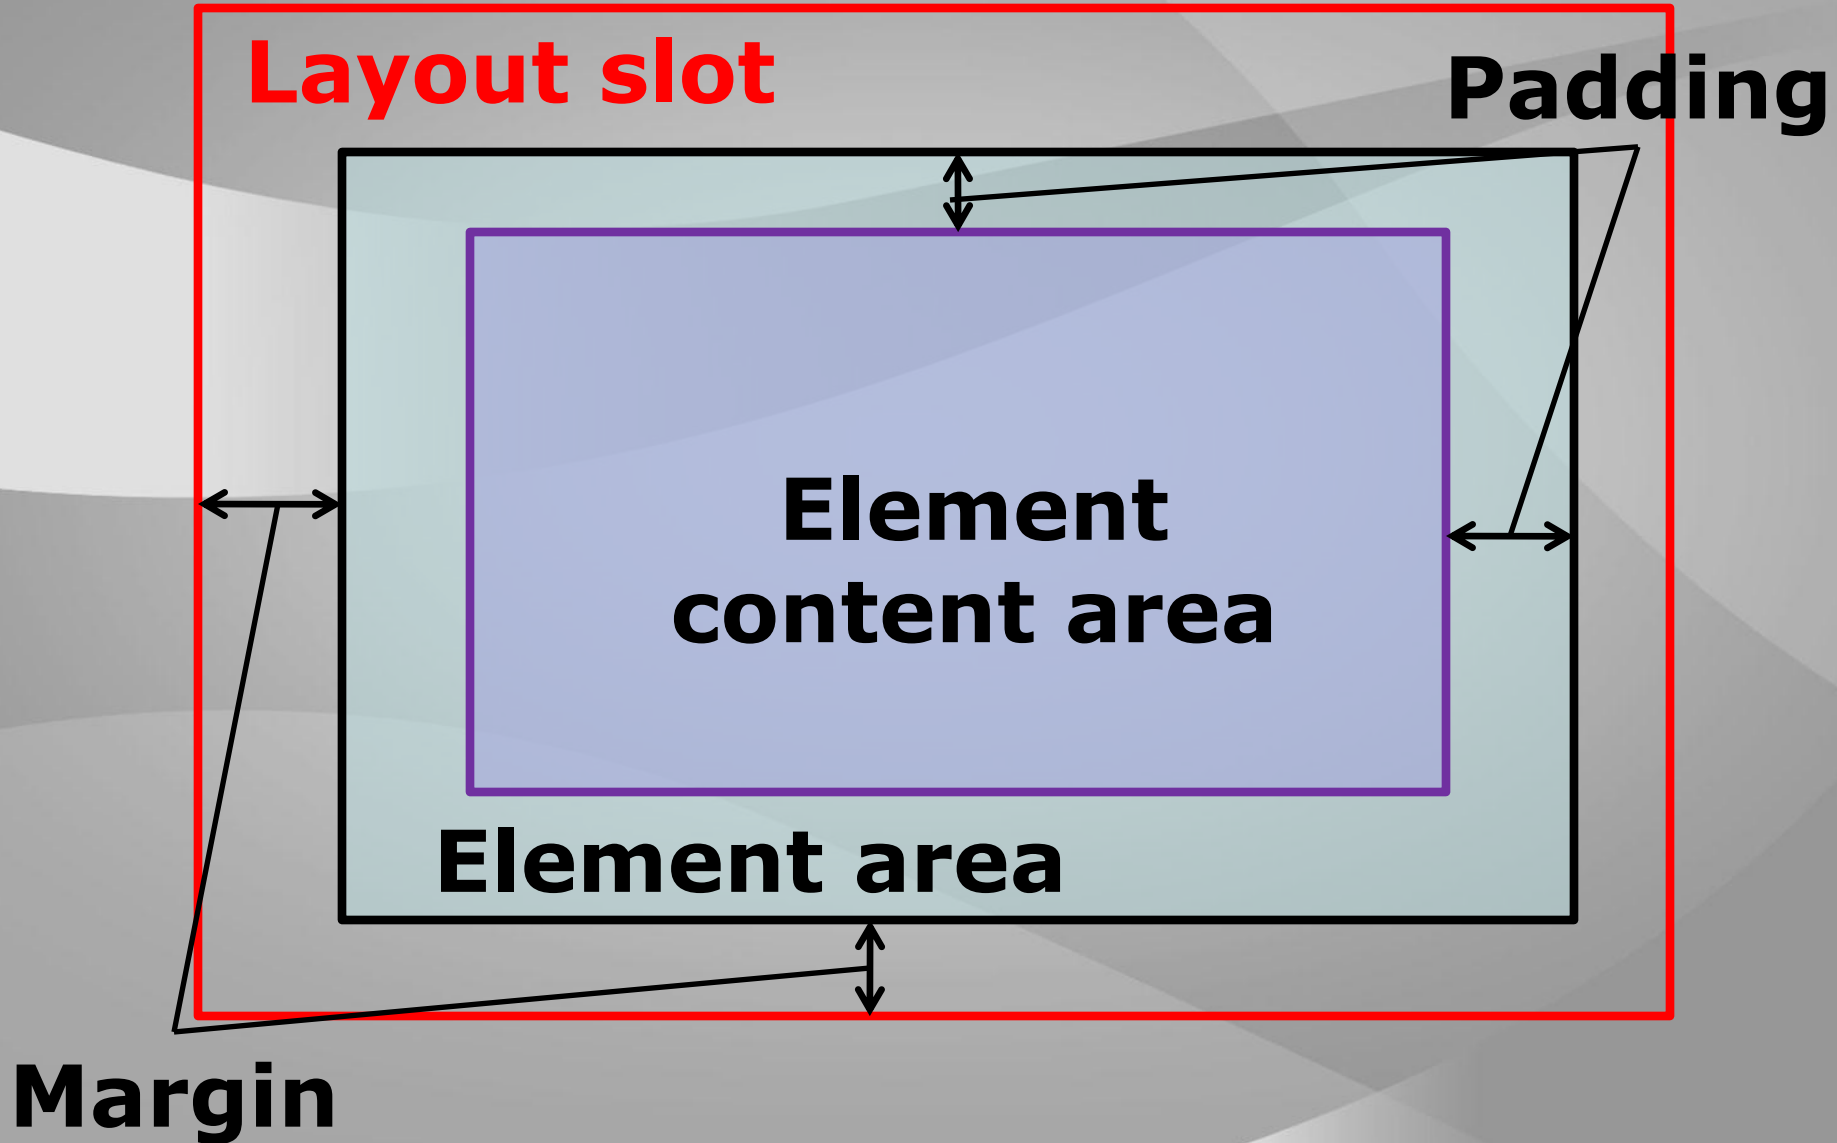 Layout slot
Padding
Element
content area
Element area
Margin